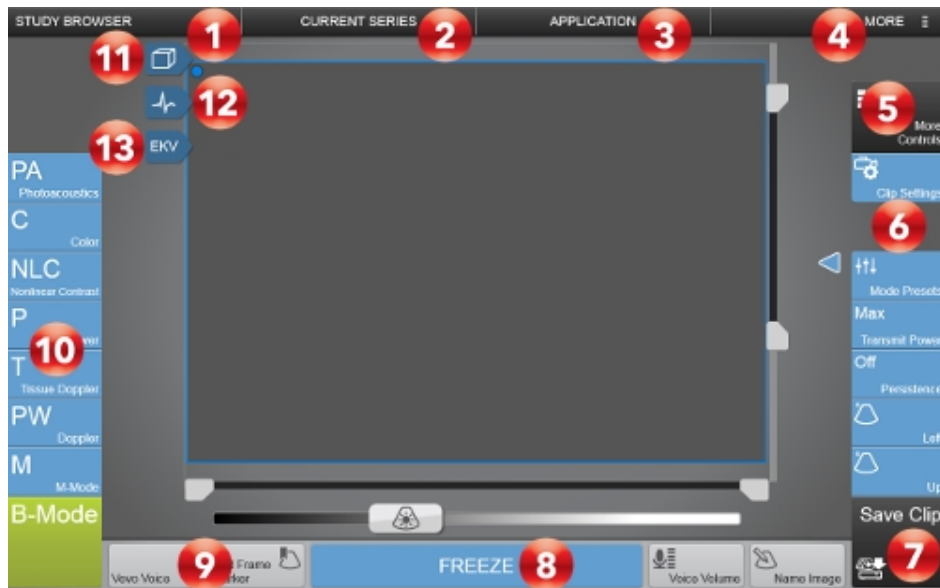 STUDY BROWSER
CURRENT SERIES
APPLICATION
MORE
1
2
3
4
11
12
13
EKV
5
More
Controls
Clip Settings
6
PA
Photoacoustics
C
Color
NLC
Nonlinear Contrast
P
10
T
Tissue Doppler
PW
Doppler
M
M-Mode
B-Mode
Mode Presets
Max
Transmit Power
Off
Persistence
Left
Up
Save Clip
7
Vevo Voice
9
Frame
FREEZE
8
Voice Volume
Name Image